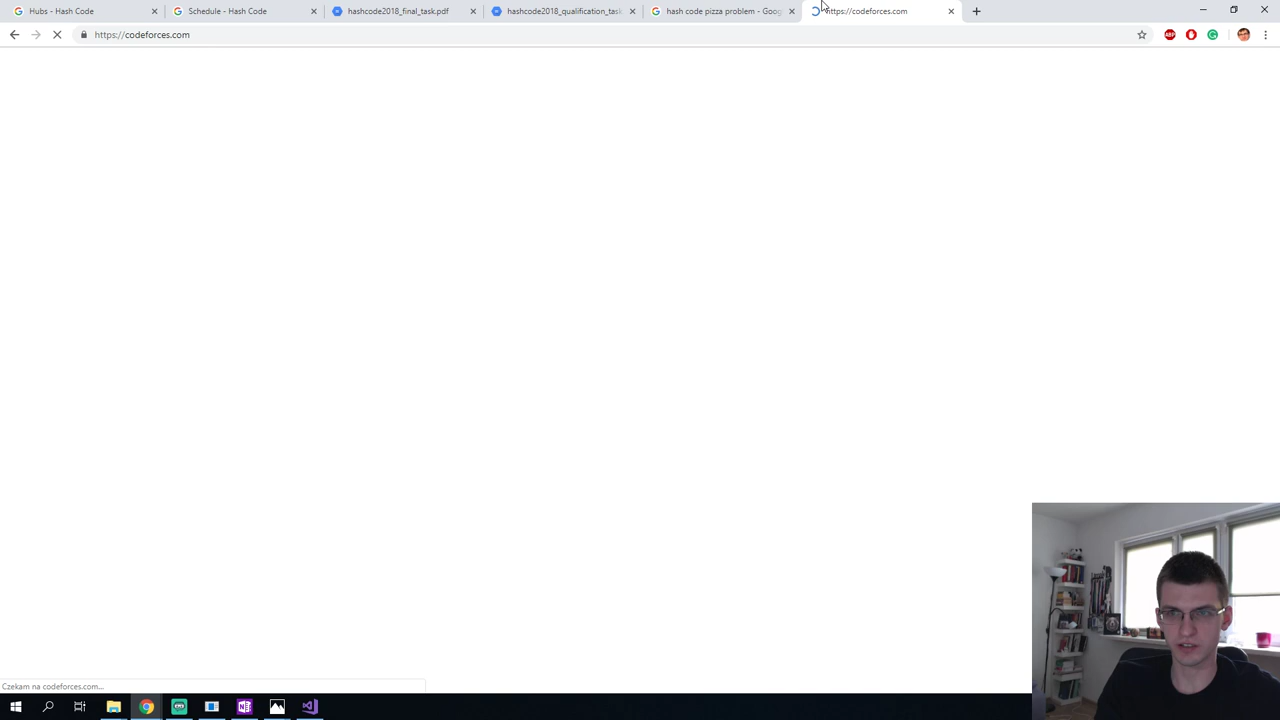 Hubs - Hash Code
Schedule - Hash Code
hashcode2018_final_task.pdf
hashcode2018_qualification_task
hash code pizza problem - Goog
https://codeforces.com
https://codeforces.com
ABP
Czekam na codeforces.com...